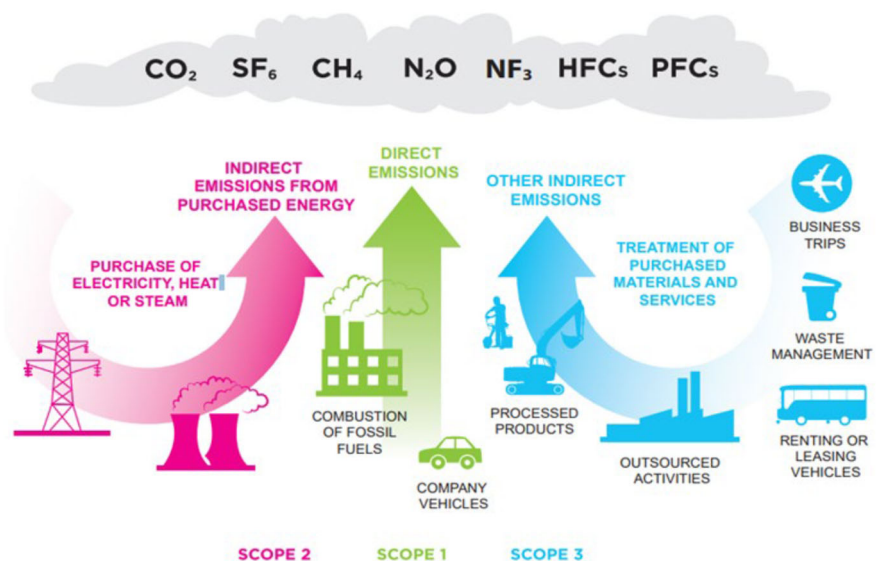 CO₂ SF₆ CH₄ N₂O NF₃ HFCs PFCs
INDIRECT
EMISSIONS FROM
PURCHASED ENERGY
DIRECT
EMISSIONS
OTHER INDIRECT
EMISSIONS
PURCHASE OF
ELECTRICITY, HEAT
OR STEAM
TREATMENT OF
PURCHASED
MATERIALS AND
SERVICES
BUSINESS
TRIPS
WASTE
MANAGEMENT
COMBUSTION
OF FOSSIL
FUELS
COMPANY
VEHICLES
PROCESSED
PRODUCTS
OUTSOURCED
ACTIVITIES
RENTING OR
LEASING
VEHICLES
SCOPE 2 SCOPE 1 SCOPE 3